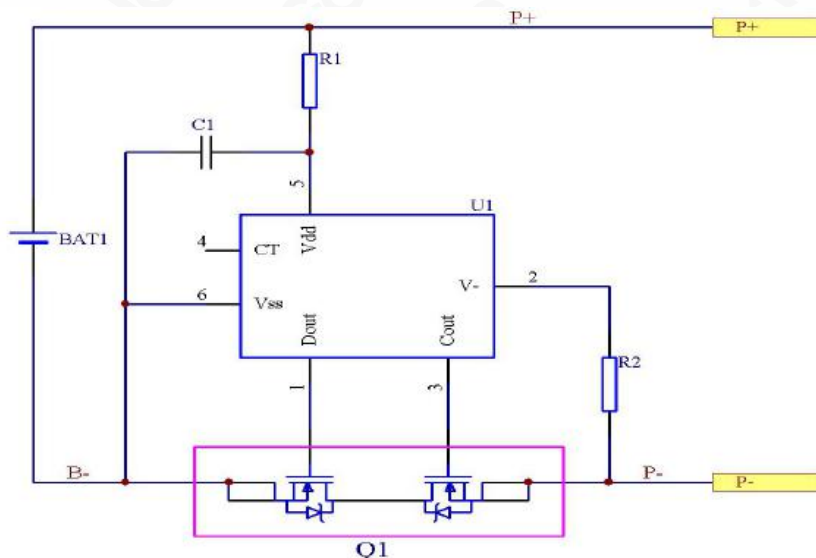 P+
P+
R1
C1
5
U1
BAT1
4
CT
Vdd
V-
2
6
Vss
Dout
Cout
R2
1
3
B-
P-
P-
Q1